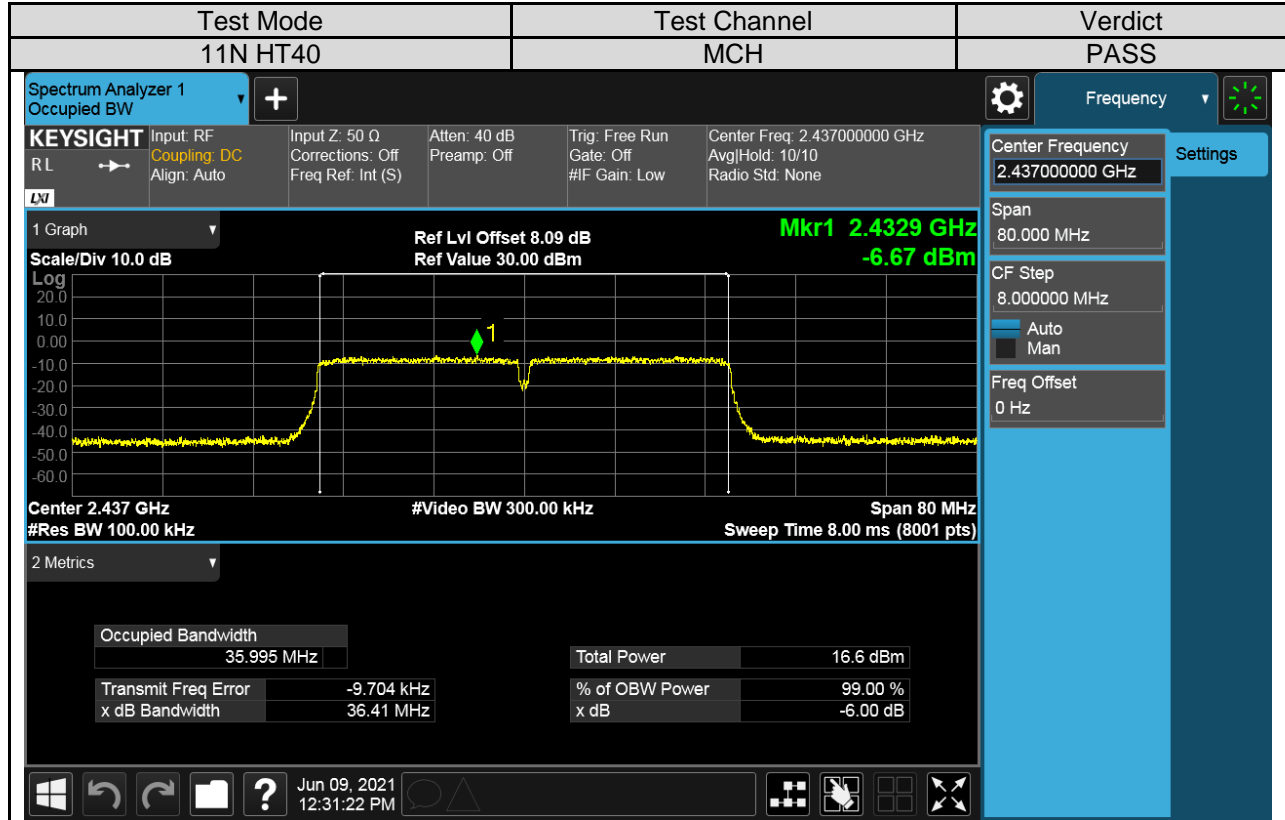 Test Mode Test Channel Verdict
11N HT40 MCH PASS
Spectrum Analyzer 1
Occupied BW
Frequency
KEYSIGHT
R L
LXI
Input: RF
Coupling: DC
Align: Auto
Input Z: 50 Ω
Corrections: Off
Freq Ref: Int (S)
Atten: 40 dB
Preamp: Off
Trig: Free Run
Gate: Off
#IF Gain: Low
Center Freq: 2.437000000 GHz
Avg|Hold: 10/10
Radio Std: None
Center Frequency
2.437000000 GHz
Settings
Span
80.000 MHz
CF Step
8.000000 MHz
Auto
Man
Freq Offset
0 Hz
1 Graph
Scale/Div 10.0 dB
Ref Lvl Offset 8.09 dB
Ref Value 30.00 dBm
Mkr1 2.4329 GHz
-6.67 dBm
Log
20.0
10.0
0.00
-10.0
-20.0
-30.0
-40.0
-50.0
-60.0
1
Center 2.437 GHz
#Res BW 100.00 kHz
#Video BW 300.00 kHz
Span 80 MHz
Sweep Time 8.00 ms (8001 pts)
2 Metrics
Occupied Bandwidth
35.995 MHz
Total Power 16.6 dBm
Transmit Freq Error -9.704 kHz
% of OBW Power 99.00 %
x dB Bandwidth 36.41 MHz
x dB -6.00 dB
?
Jun 09, 2021
12:31:22 PM